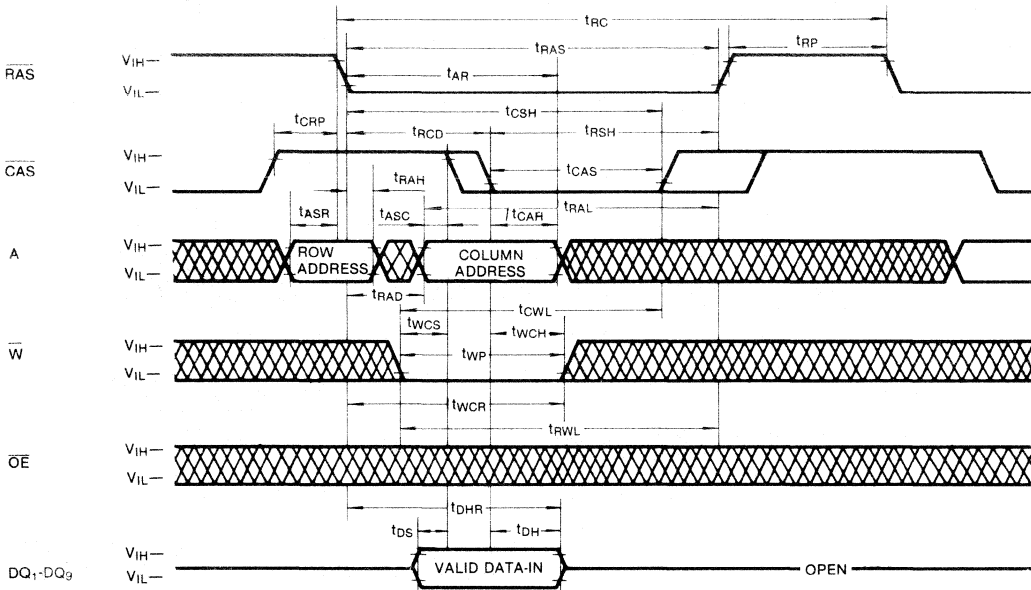 tRC
tRAS
tRP
RAS
VIH
VIL
tAR
tCSH
tCRP
tRCD
tRSH
CAS
VIH
VIL
tRAH
tCAS
tRAL
tASR
tASC
tCAH
A
VIH
VIL
ROW
ADDRESS
COLUMN
ADDRESS
tRAD
tCWL
tWCS
tWCH
W
VIH
VIL
tWP
tWCR
tRWL
OE
VIH
VIL
tDHR
tDS
tDH
DQ1-DQ9
VIH
VIL
VALID DATA-IN
OPEN